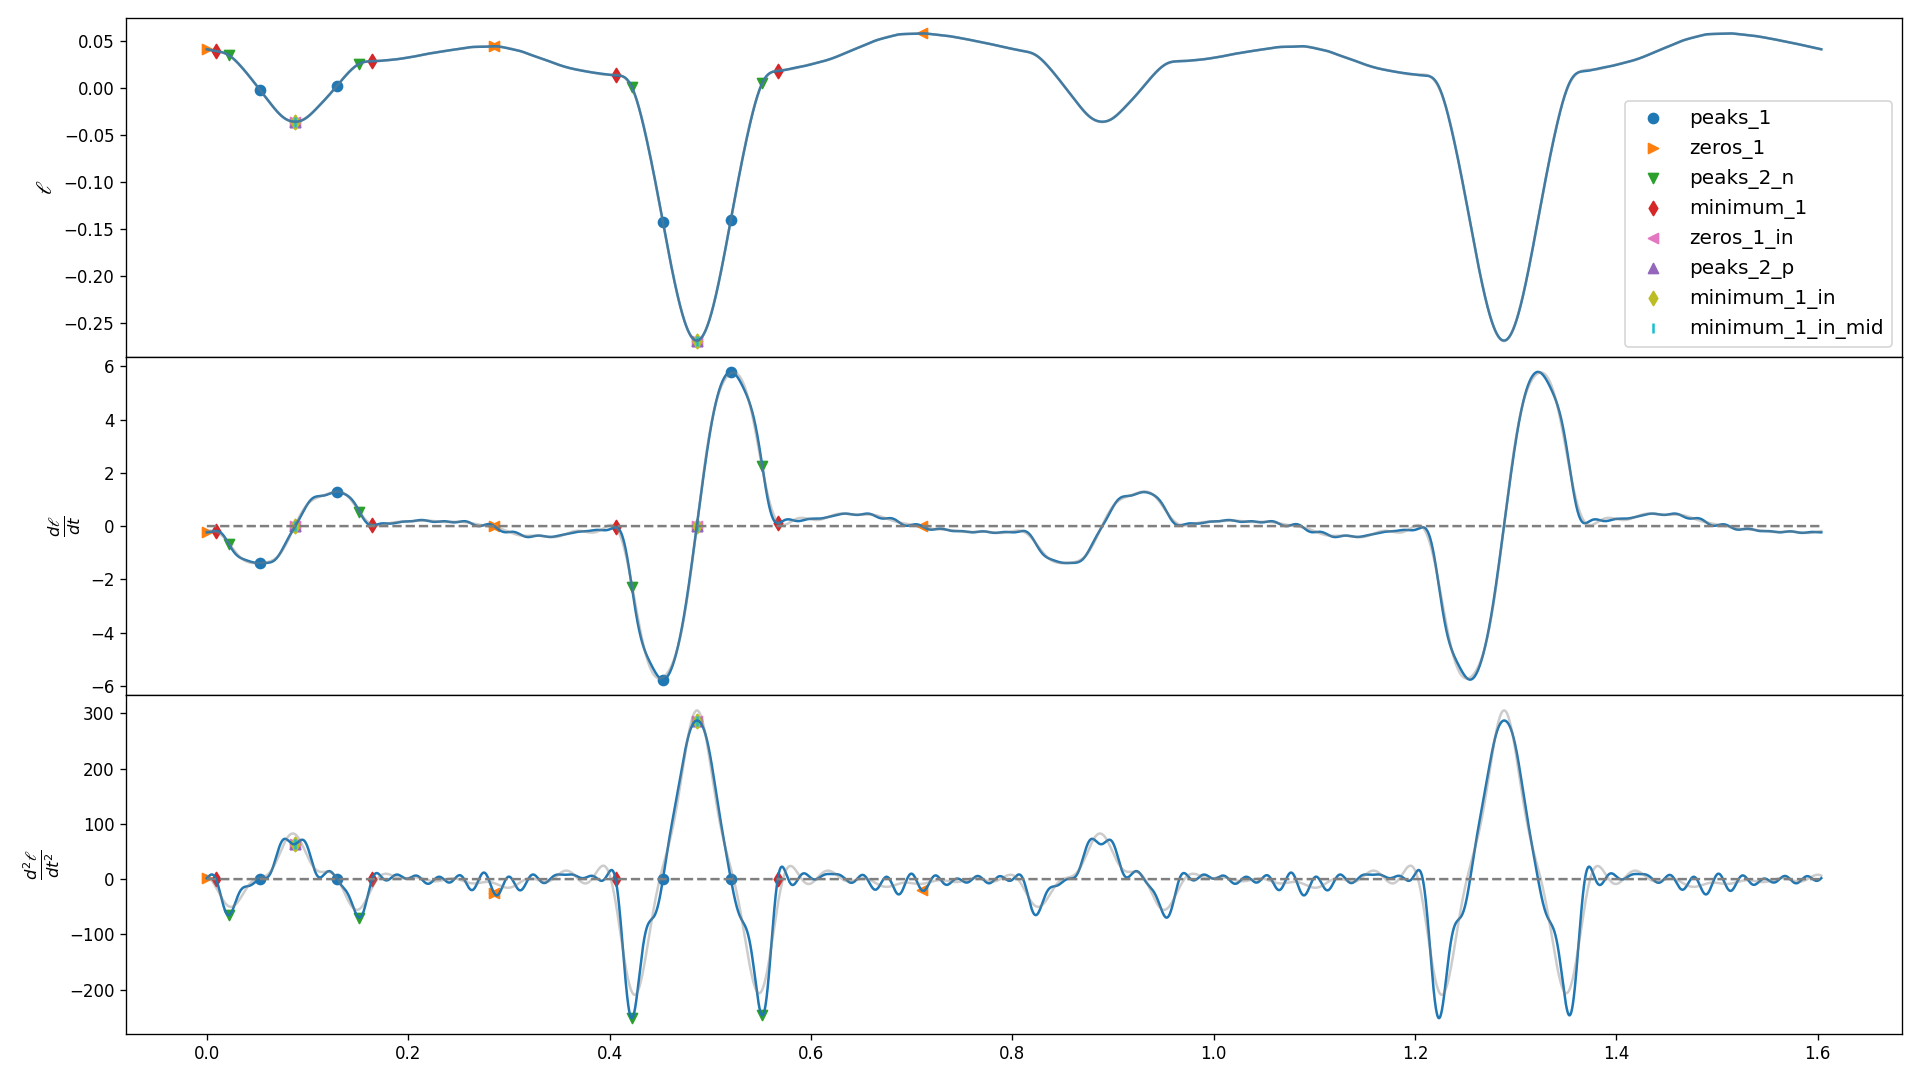 0.05
0.00
−0.05
−0.10
−0.15
−0.20
−0.25
ℓ
peaks_1
zeros_1
peaks_2_n
minimum_1
zeros_1_in
peaks_2_p
minimum_1_in
minimum_1_in_mid
6
4
2
0
−2
−4
−6
dℓ
dt
300
200
100
0
−100
−200
d²ℓ
dt²
0.0 0.2 0.4 0.6 0.8 1.0 1.2 1.4 1.6